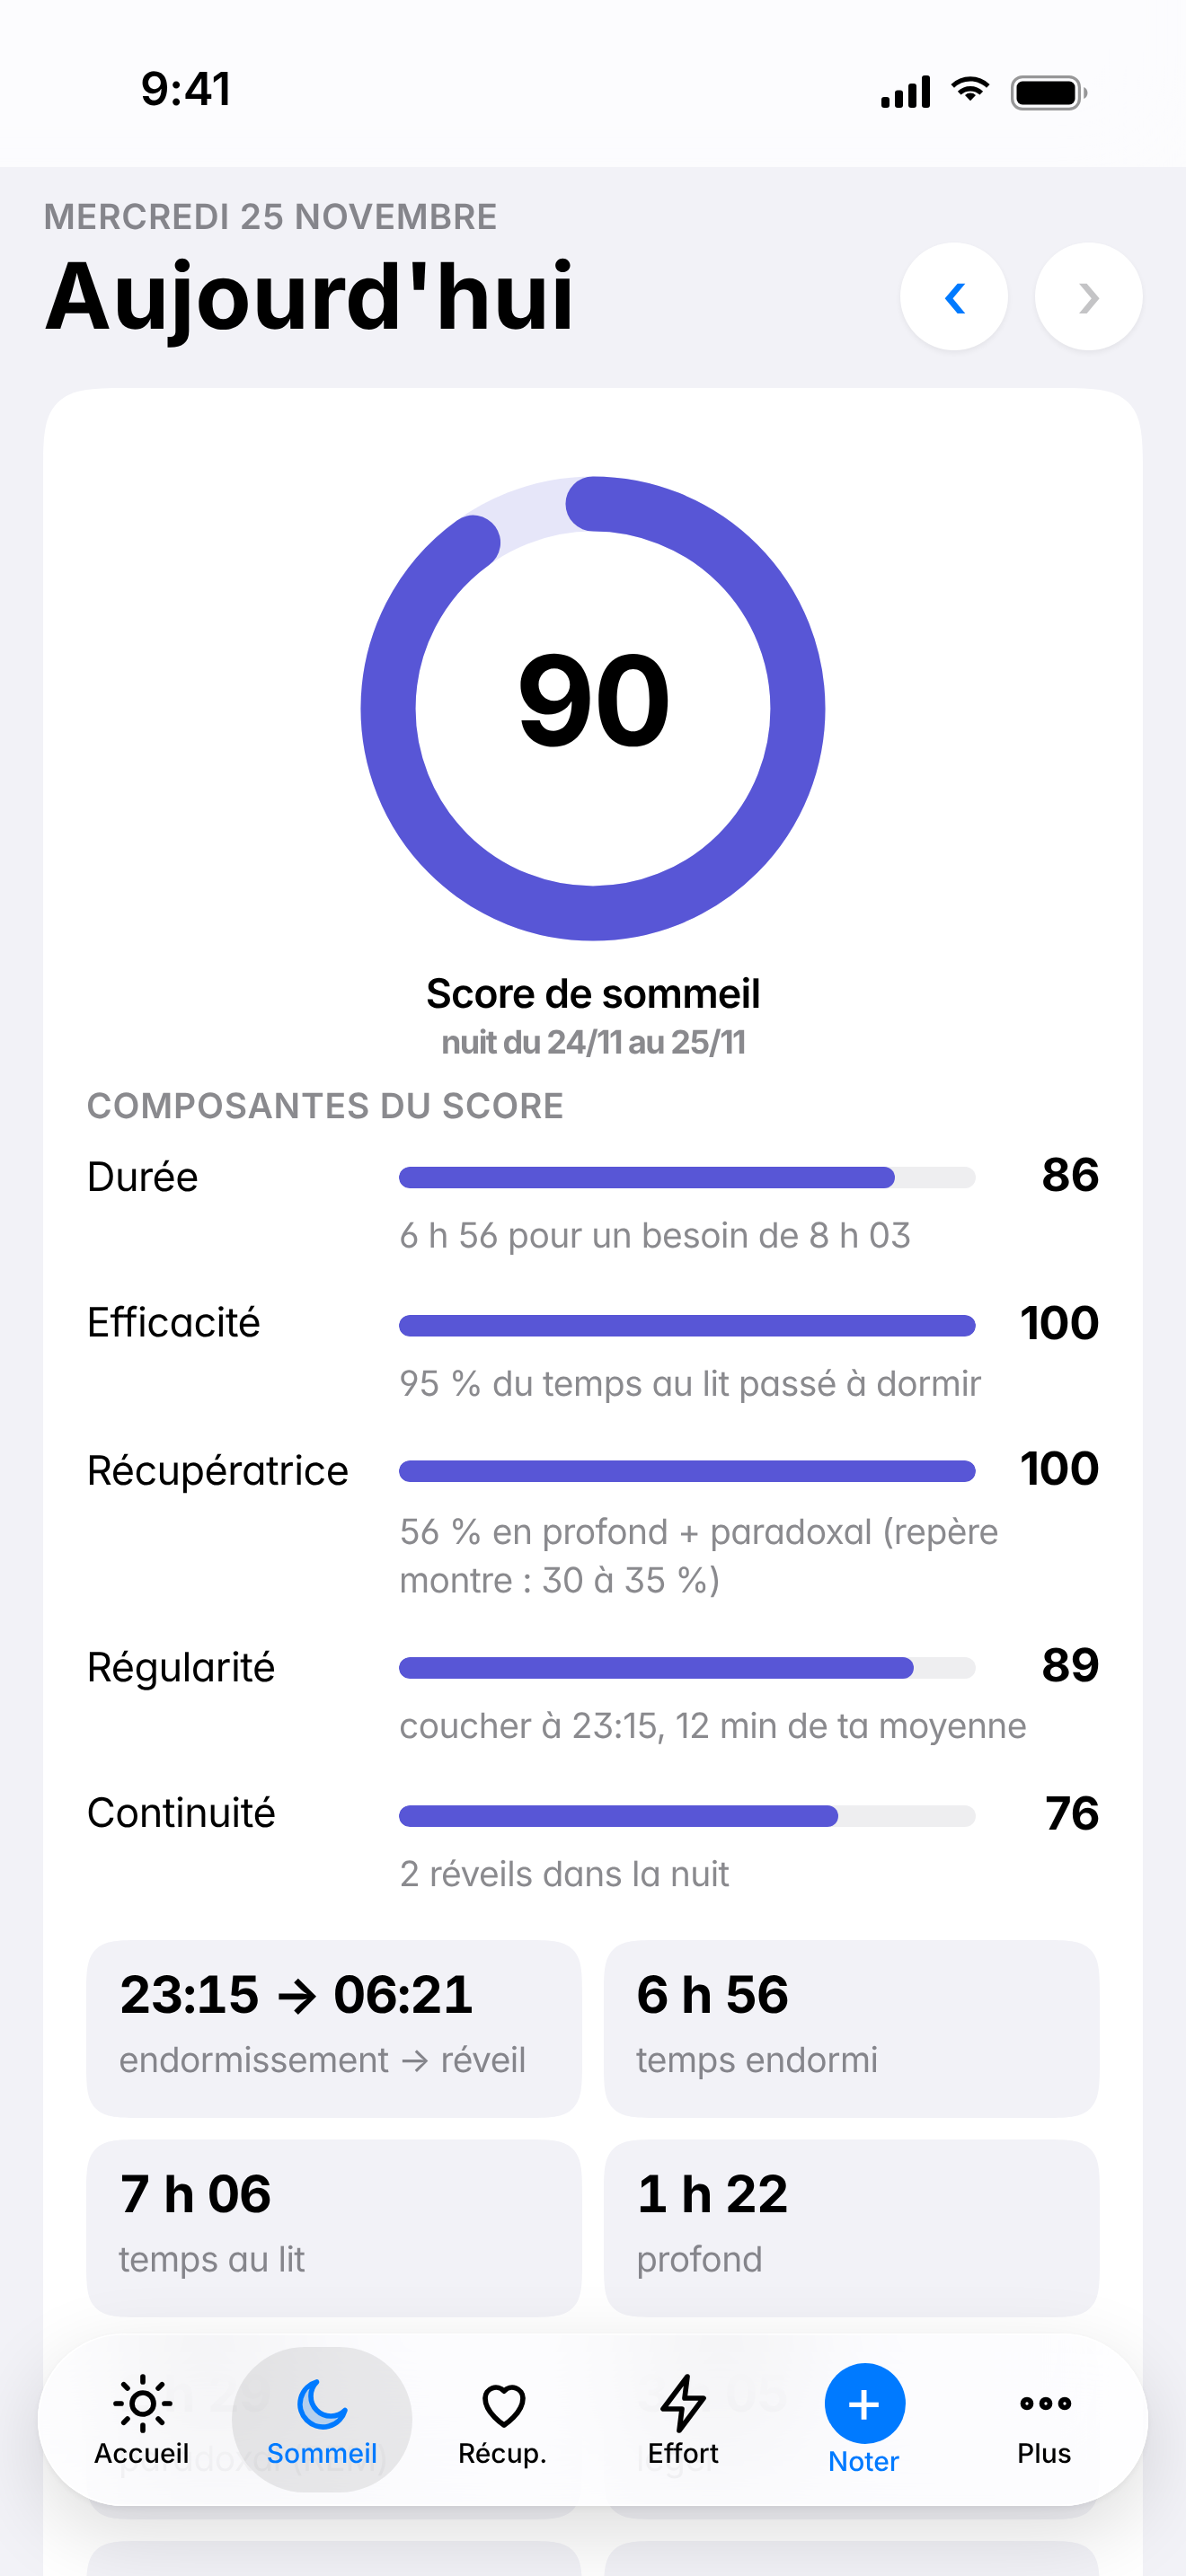 9:41
MERCREDI 25 NOVEMBRE
Aujourd'hui
90
Score de sommeil
nuit du 24/11 au 25/11
COMPOSANTES DU SCORE
Durée 86
6 h 56 pour un besoin de 8 h 03
Efficacité 100
95 % du temps au lit passé à dormir
Récupératrice 100
56 % en profond + paradoxal (repère
montre : 30 à 35 %)
Régularité 89
coucher à 23:15, 12 min de ta moyenne
Continuité 76
2 réveils dans la nuit
23:15 → 06:21 6 h 56
endormissement → réveil temps endormi
7 h 06 1 h 22
temps au lit profond
Accueil Sommeil Récup. Effort Noter Plus